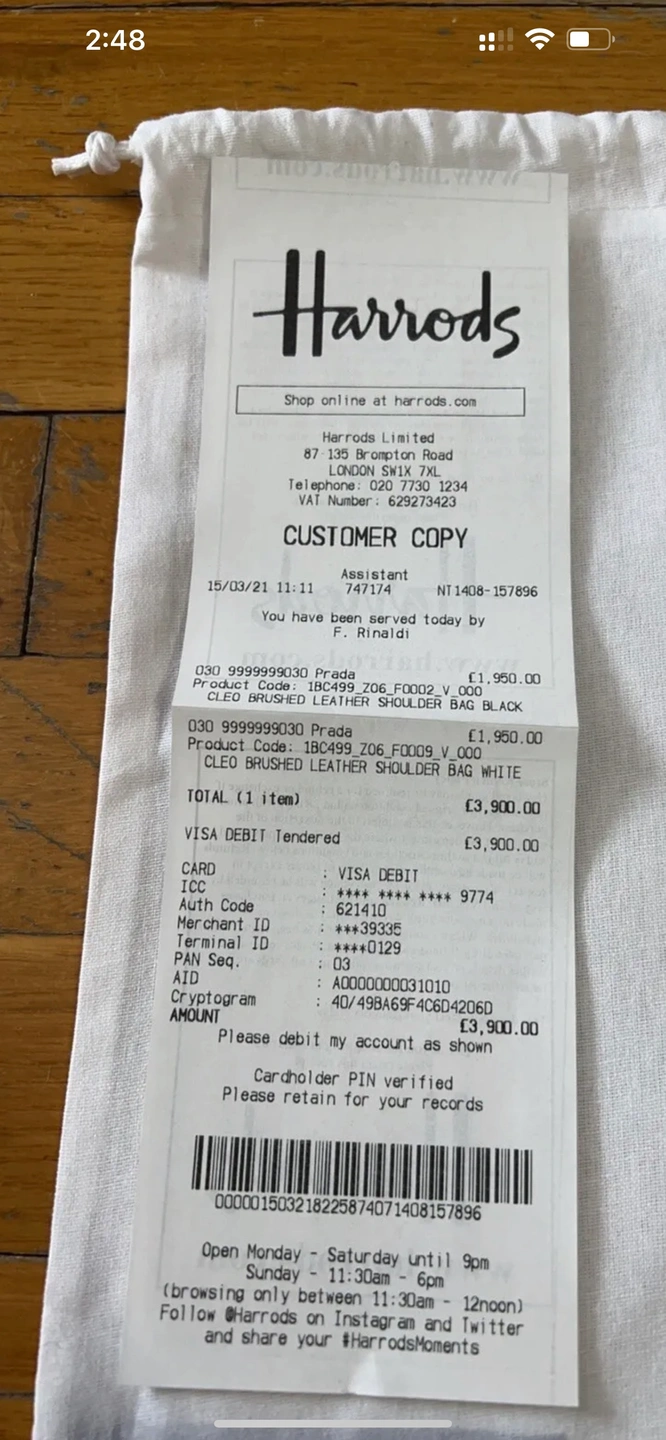 2:48
Harrods
Shop online at harrods.com
Harrods Limited
87-135 Brompton Road
LONDON SW1X 7XL
Telephone: 020 7730 1234
VAT Number: 629273423
CUSTOMER COPY
Assistant
15/03/21 11:11 747174 NT1408-157896
You have been served today by
F. Rinaldi
030 9999999030 Prada £1,950.00
Product Code: 1BC499_Z06_F0002_V_000
CLEO BRUSHED LEATHER SHOULDER BAG BLACK
030 9999999030 Prada £1,950.00
Product Code: 1BC499_Z06_F0009_V_000
CLEO BRUSHED LEATHER SHOULDER BAG WHITE
TOTAL (1 item) £3,900.00
VISA DEBIT Tendered £3,900.00
CARD : VISA DEBIT
ICC : **** **** **** 9774
Auth Code : 621410
Merchant ID : ***39335
Terminal ID : ****0129
PAN Seq. : 03
AID : A0000000031010
Cryptogram : 40/49BA69F4C6D4206D
AMOUNT £3,900.00
Please debit my account as shown
Cardholder PIN verified
Please retain for your records
000001503218225874071408157896
Open Monday - Saturday until 9pm
Sunday - 11:30am - 6pm
(browsing only between 11:30am - 12noon)
Follow @Harrods on Instagram and Twitter
and share your #HarrodsMoments